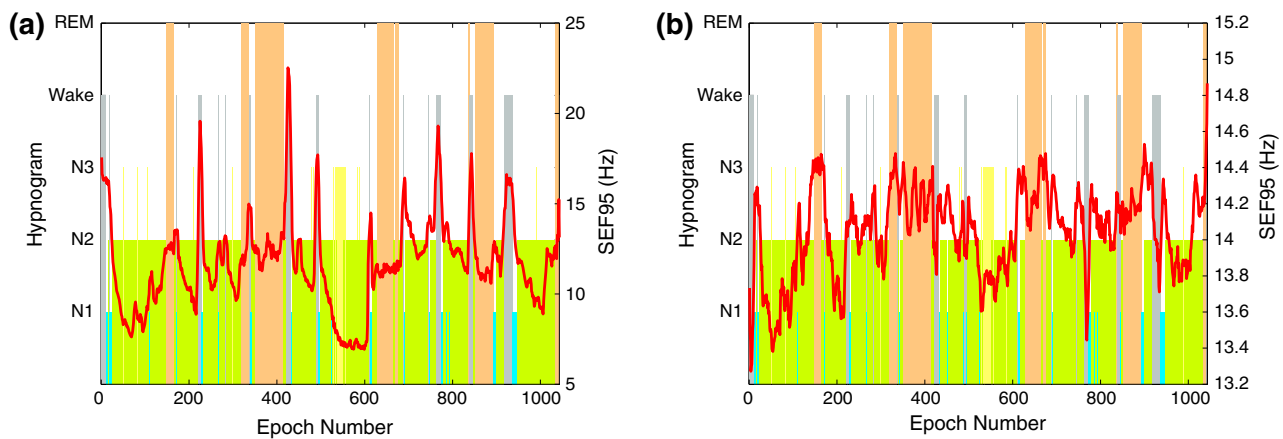 (a)
REM
Wake
N3
N2
N1
Hypnogram
25
20
15
10
5
SEF95 (Hz)
0
200
400
600
800
1000
Epoch Number
(b)
REM
Wake
N3
N2
N1
Hypnogram
15.2
15
14.8
14.6
14.4
14.2
14
13.8
13.6
13.4
13.2
SEF95 (Hz)
0
200
400
600
800
1000
Epoch Number